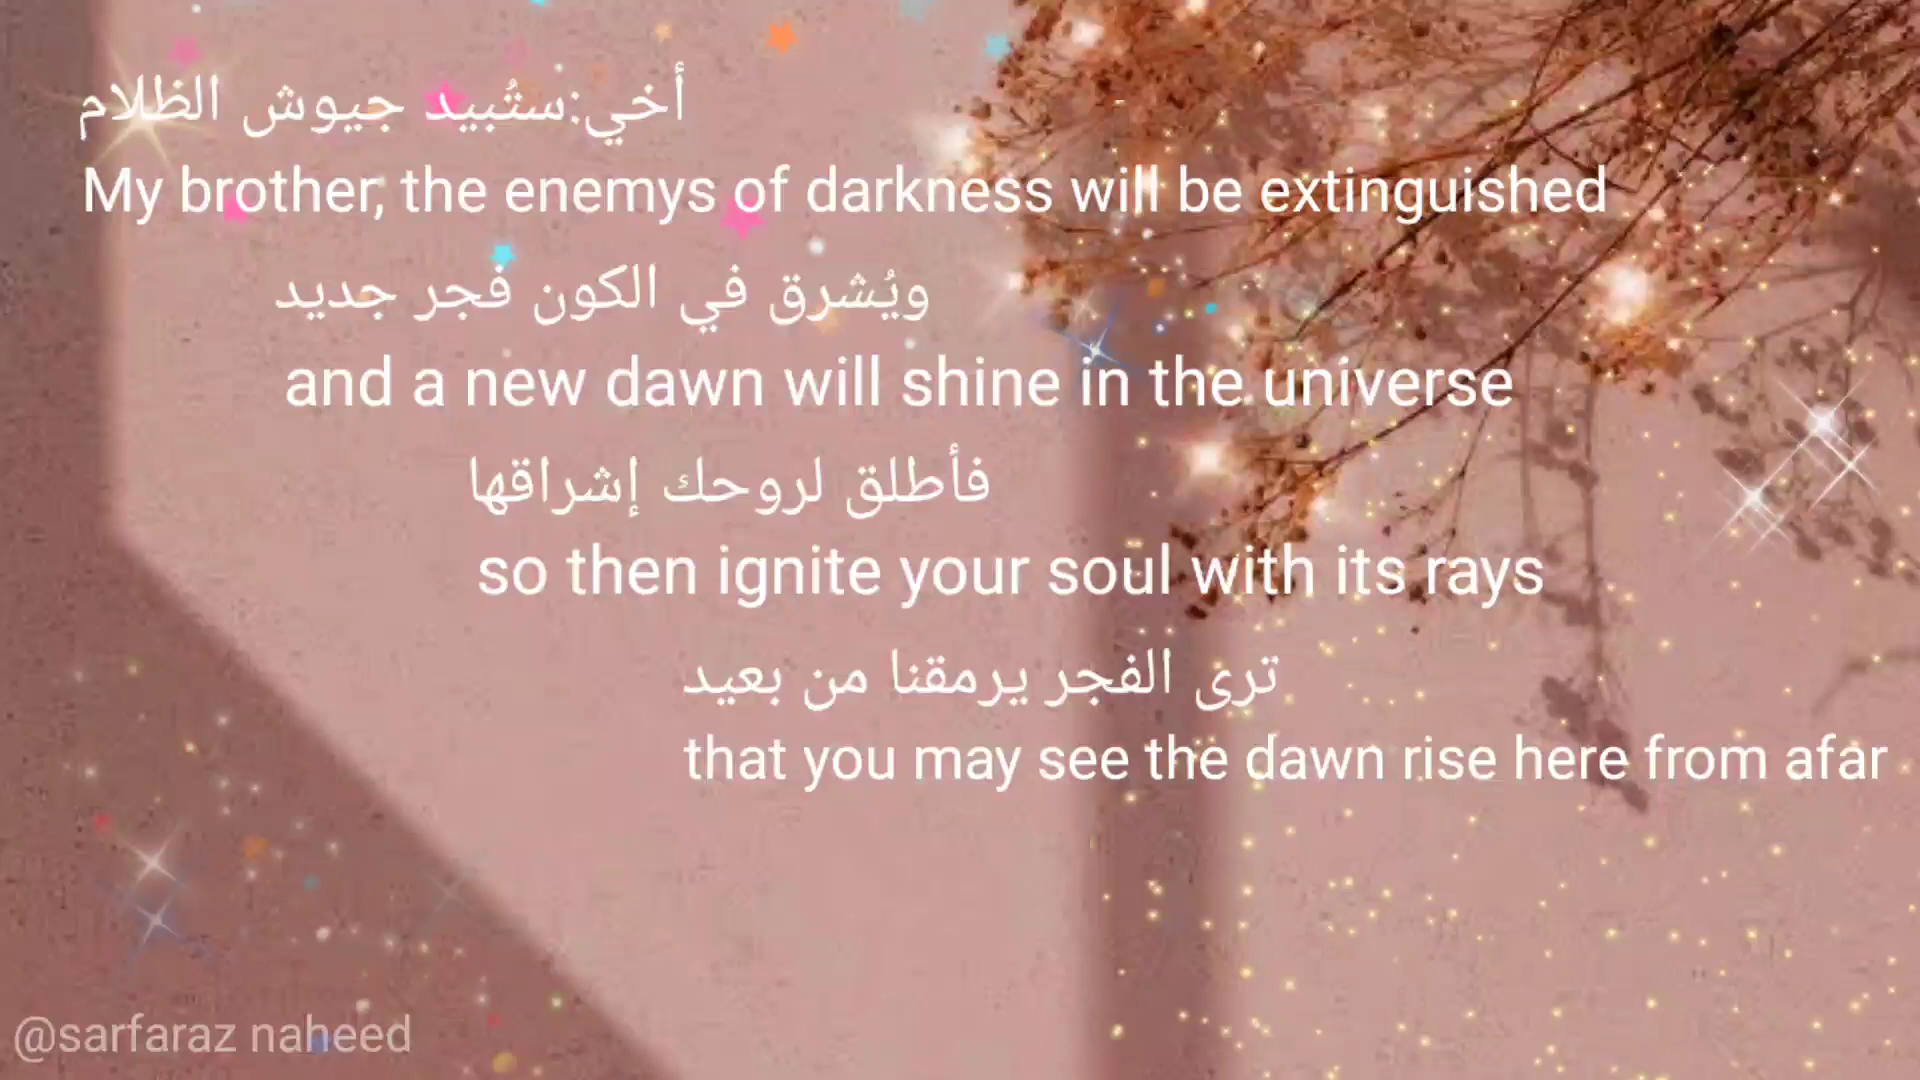 أخي:ستُبيد جيوش الظلام
My brother, the enemys of darkness will be extinguished
ويُشرق في الكون فجر جديد
and a new dawn will shine in the universe
فأطلق لروحك إشراقها
so then ignite your soul with its rays
ترى الفجر يرمقنا من بعيد
that you may see the dawn rise here from afar
@sarfaraz naheed